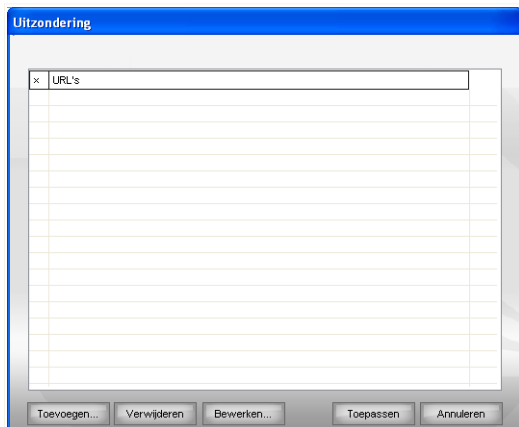 Uitzondering
× URL's
Toevoegen... Verwijderen Bewerken... Toepassen Annuleren